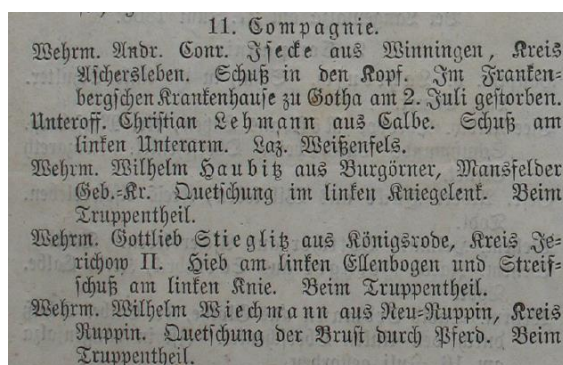 11. Compagnie.
Wehrm. Andr. Conr. Isecke aus Winningen, Kreis
Aschersleben. Schuß in den Kopf. Im Franken-
bergschen Krankenhause zu Gotha am 2. Juli gestorben.
Unteroff. Christian Lehmann aus Calbe. Schuß am
linken Unterarm. Laz. Weißenfels.
Wehrm. Wilhelm Haubitz aus Burgörner, Mansfelder
Geb.-Kr. Quetschung im linken Kniegelenk. Beim
Truppentheil.
Wehrm. Gottlieb Stieglitz aus Königsrode, Kreis Je-
richow II. Hieb am linken Ellenbogen und Streif-
schuß am linken Knie. Beim Truppentheil.
Wehrm. Wilhelm Wiechmann aus Neu-Ruppin, Kreis
Ruppin. Quetschung der Brust durch Pferd. Beim
Truppentheil.